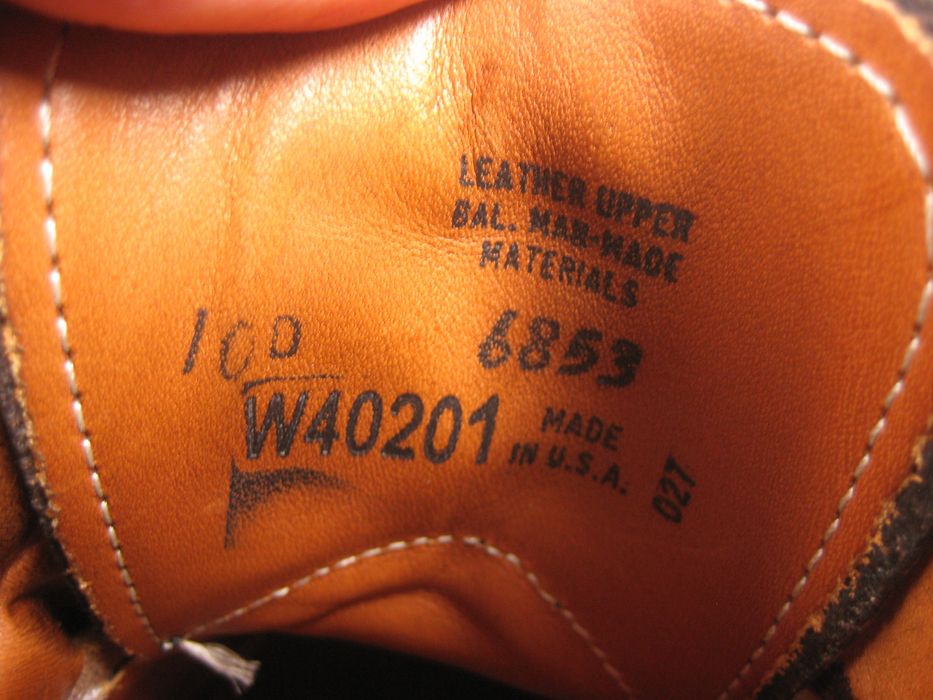 LEATHER UPPER
BAL. MAN-MADE
MATERIALS
10D
6853
W40201
MADE
IN U.S.A.
027